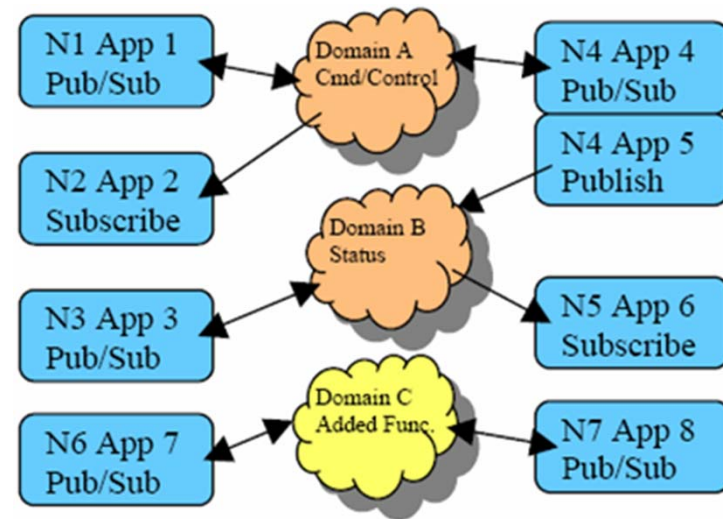 N1 App 1
Pub/Sub
Domain A
Cmd/Control
N4 App 4
Pub/Sub
N2 App 2
Subscribe
N4 App 5
Publish
Domain B
Status
N3 App 3
Pub/Sub
N5 App 6
Subscribe
Domain C
Added Func.
N6 App 7
Pub/Sub
N7 App 8
Pub/Sub